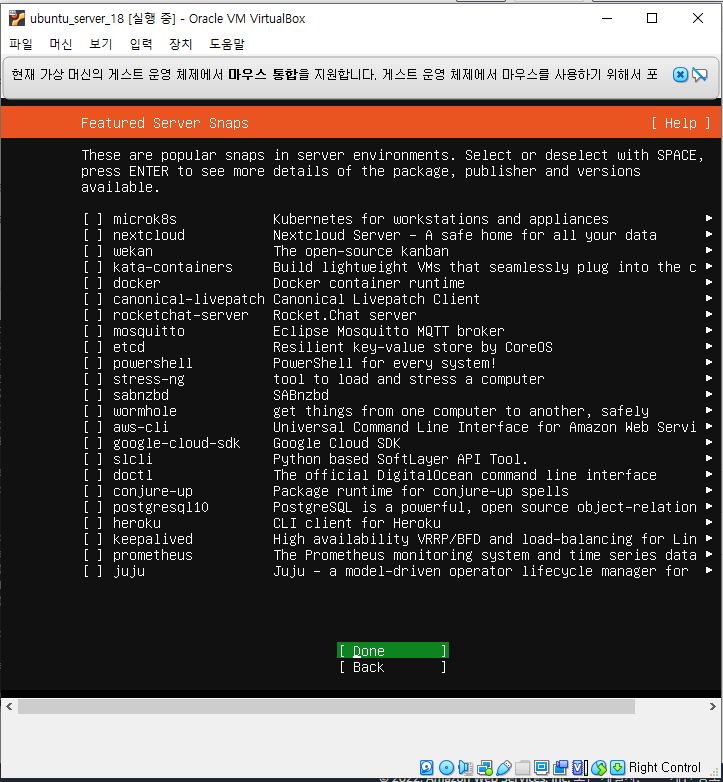 ubuntu_server_18 [실행 중] - Oracle VM VirtualBox
파일 머신 보기 입력 장치 도움말
현재 가상 머신의 게스트 운영 체제에서 마우스 통합을 지원합니다. 게스트 운영 체제에서 마우스를 사용하기 위해서 포
Featured Server Snaps [ Help ]
These are popular snaps in server environments. Select or deselect with SPACE,
press ENTER to see more details of the package, publisher and versions
available.
[ ] microk8s Kubernetes for workstations and appliances
[ ] nextcloud Nextcloud Server - A safe home for all your data
[ ] wekan The open-source kanban
[ ] kata-containers Build lightweight VMs that seamlessly plug into the c
[ ] docker Docker container runtime
[ ] canonical-livepatch Canonical Livepatch Client
[ ] rocketchat-server Rocket.Chat server
[ ] mosquitto Eclipse Mosquitto MQTT broker
[ ] etcd Resilient key-value store by CoreOS
[ ] powershell PowerShell for every system!
[ ] stress-ng tool to load and stress a computer
[ ] sabnzbd SABnzbd
[ ] wormhole get things from one computer to another, safely
[ ] aws-cli Universal Command Line Interface for Amazon Web Servi
[ ] google-cloud-sdk Google Cloud SDK
[ ] slcli Python based SoftLayer API Tool.
[ ] doctl The official DigitalOcean command line interface
[ ] conjure-up Package runtime for conjure-up spells
[ ] postgresql10 PostgreSQL is a powerful, open source object-relation
[ ] heroku CLI client for Heroku
[ ] keepalived High availability VRRP/BFD and load-balancing for Lin
[ ] prometheus The Prometheus monitoring system and time series data
[ ] juju Juju - a model-driven operator lifecycle manager for
[ Done ]
[ Back ]
Right Control